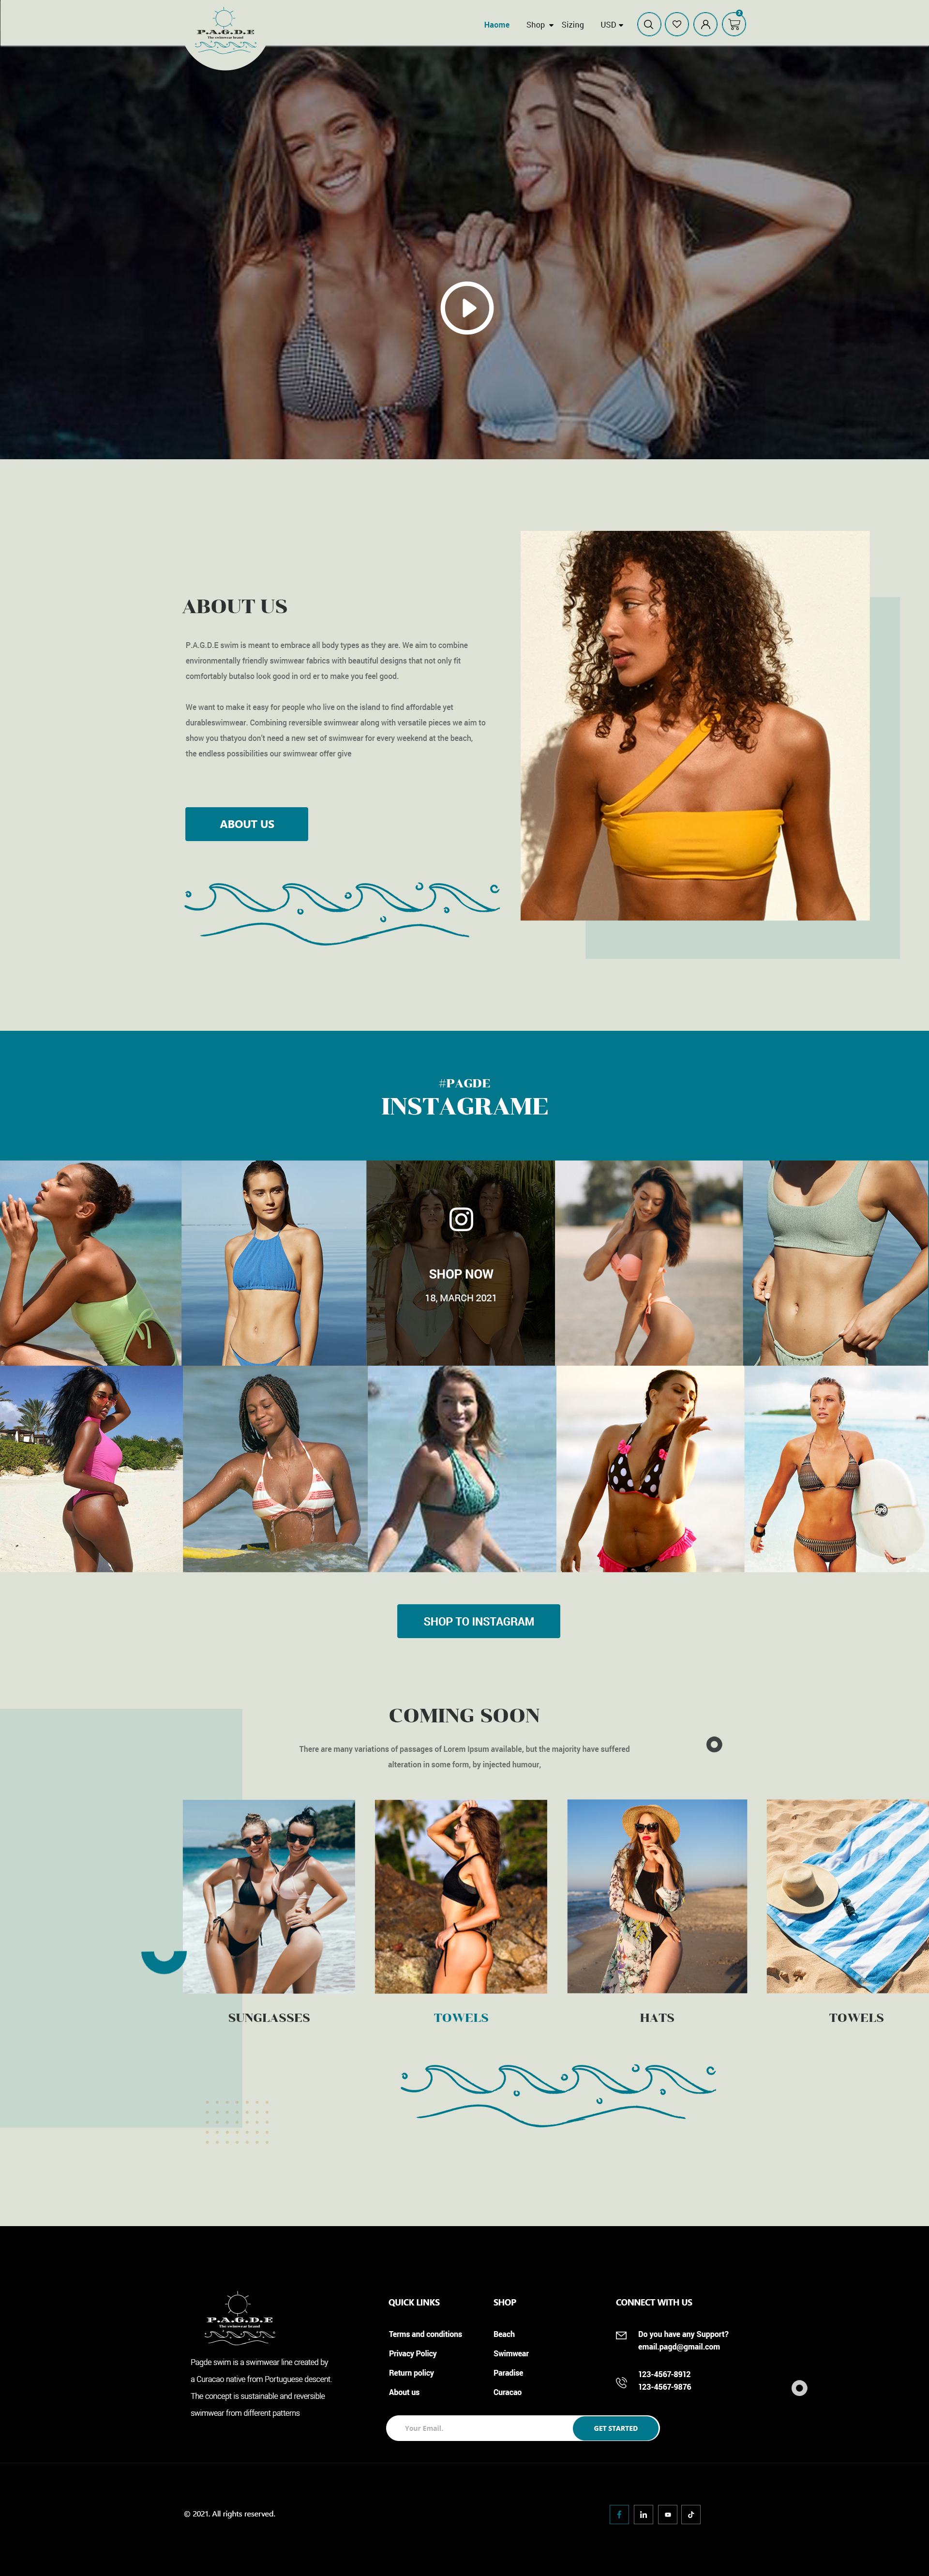 P.A.G.D.E
The swimwear brand
Haome Shop Sizing USD
2
ABOUT US
P.A.G.D.E swim is meant to embrace all body types as they are. We aim to combine
environmentally friendly swimwear fabrics with beautiful designs that not only fit
comfortably butalso look good in ord er to make you feel good.
We want to make it easy for people who live on the island to find affordable yet
durableswimwear. Combining reversible swimwear along with versatile pieces we aim to
show you thatyou don't need a new set of swimwear for every weekend at the beach,
the endless possibilities our swimwear offer give
ABOUT US
#PAGDE
INSTAGRAME
SHOP NOW
18, MARCH 2021
SHOP TO INSTAGRAM
COMING SOON
There are many variations of passages of Lorem Ipsum available, but the majority have suffered
alteration in some form, by injected humour,
SUNGLASSES
TOWELS
HATS
TOWELS
P.A.G.D.E
The swimwear brand
Pagde swim is a swimwear line created by
a Curacao native from Portuguese descent.
The concept is sustainable and reversible
swimwear from different patterns
QUICK LINKS
Terms and conditions
Privacy Policy
Return policy
About us
SHOP
Beach
Swimwear
Paradise
Curacao
CONNECT WITH US
Do you have any Support?
email.pagd@gmail.com
123-4567-8912
123-4567-9876
Your Email.
GET STARTED
© 2021. All rights reserved.